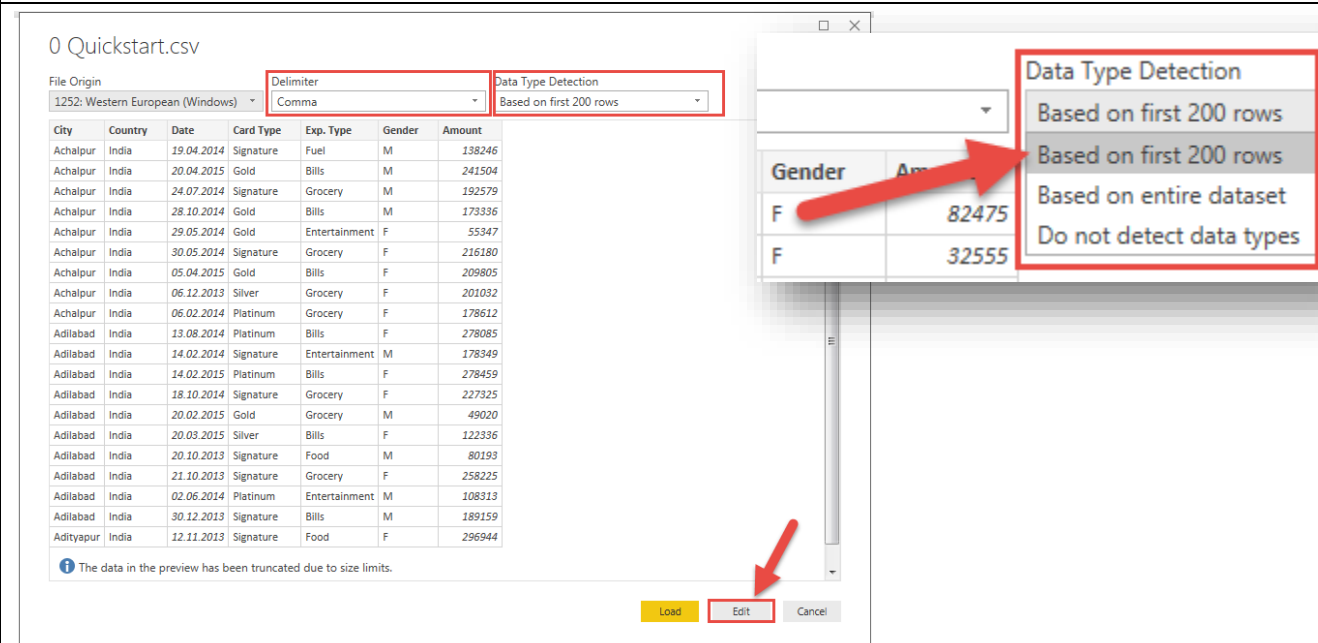 0 Quickstart.csv
File Origin
Delimiter
Data Type Detection
1252: Western European (Windows)
Comma
Based on first 200 rows
City Country Date Card Type Exp. Type Gender Amount
Achalpur India 19.04.2014 Signature Fuel M 138246
Achalpur India 20.04.2015 Gold Bills M 241504
Achalpur India 24.07.2014 Signature Grocery M 192579
Achalpur India 28.10.2014 Gold Bills M 173336
Achalpur India 29.05.2014 Gold Entertainment F 55347
Achalpur India 30.05.2014 Signature Grocery F 216180
Achalpur India 05.04.2015 Gold Bills F 209805
Achalpur India 06.12.2013 Silver Grocery F 201032
Achalpur India 06.02.2014 Platinum Grocery F 178612
Adilabad India 13.08.2014 Platinum Bills F 278085
Adilabad India 14.02.2014 Signature Entertainment M 178349
Adilabad India 14.02.2015 Platinum Bills F 278459
Adilabad India 18.10.2014 Signature Grocery F 227325
Adilabad India 20.02.2015 Gold Grocery M 49020
Adilabad India 20.03.2015 Silver Bills F 122336
Adilabad India 20.10.2013 Signature Food M 80193
Adilabad India 21.10.2013 Signature Grocery F 258225
Adilabad India 02.06.2014 Platinum Entertainment M 108313
Adilabad India 30.12.2013 Signature Bills M 189159
Adityapur India 12.11.2013 Signature Food F 296944
The data in the preview has been truncated due to size limits.
Load Edit Cancel
Data Type Detection
Based on first 200 rows
Based on first 200 rows
Based on entire dataset
Do not detect data types
Gender
F 82475
F 32555